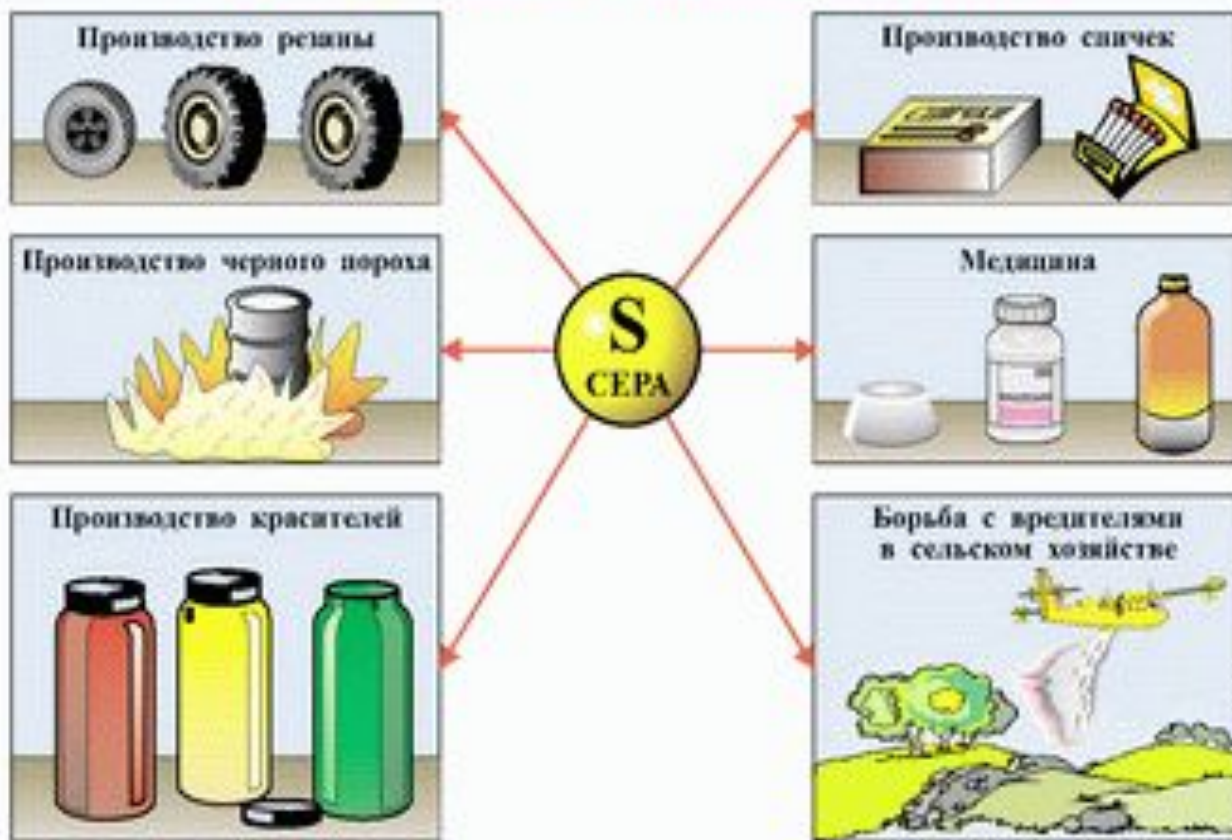 Производство резины
Производство спичек
Производство черного пороха
Медицина
S
СЕРА
Производство красителей
Борьба с вредителями
в сельском хозяйстве